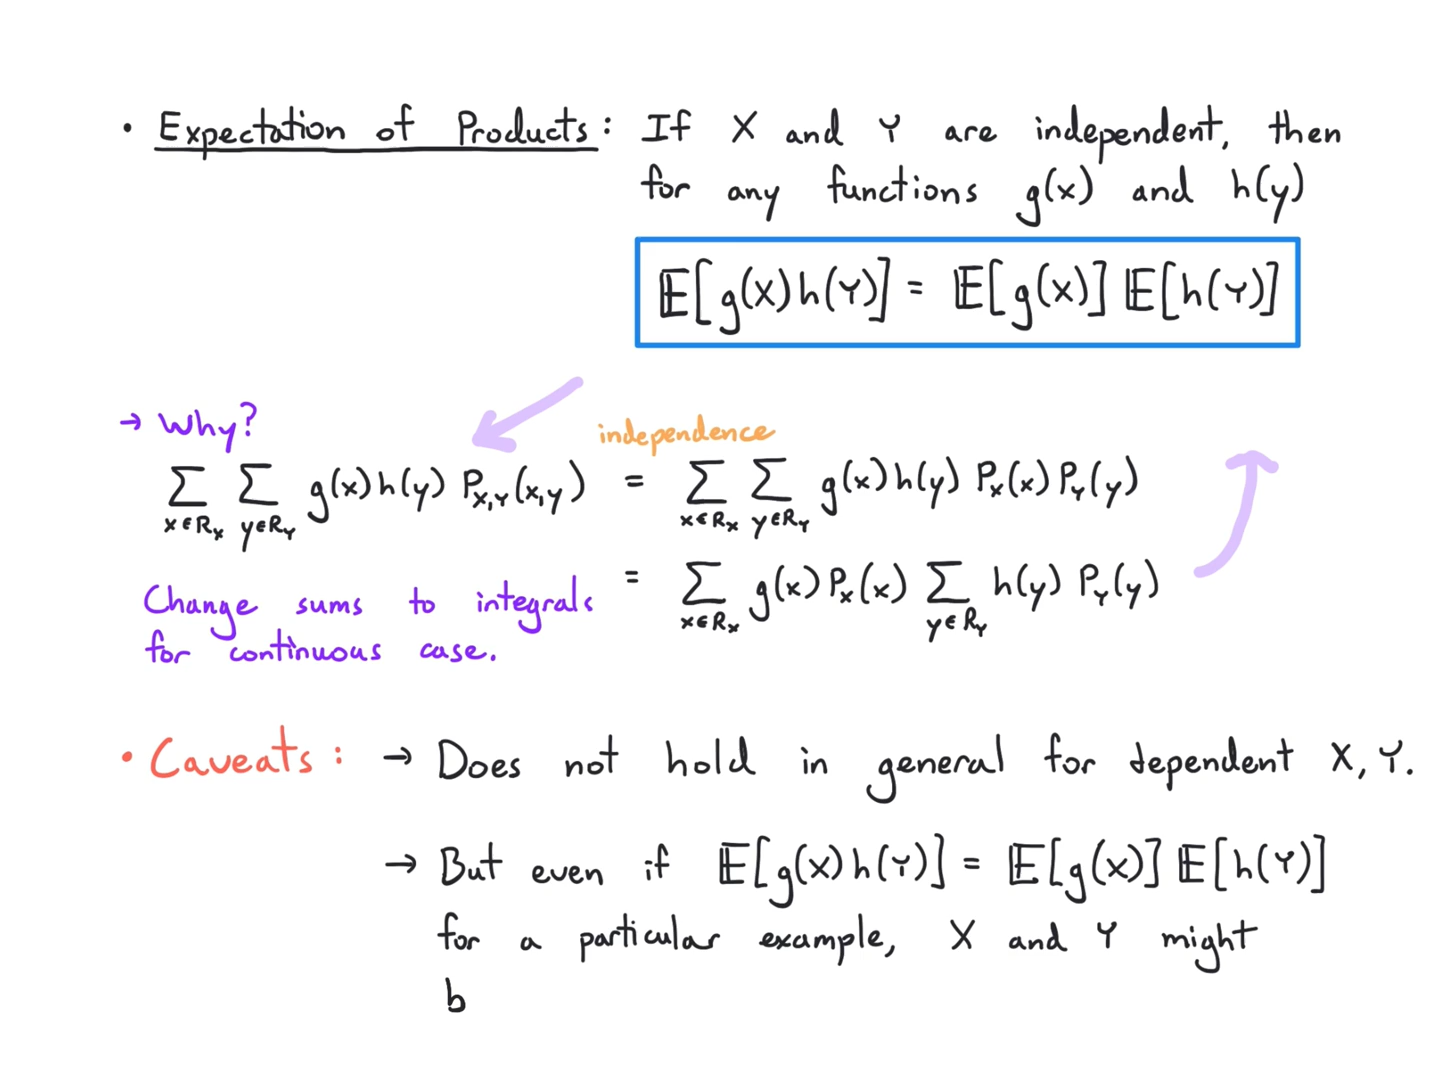 • Expectation of Products: If X and Y are independent, then
for any functions g(x) and h(y)
𝔼[g(X)h(Y)] = 𝔼[g(X)] 𝔼[h(Y)]
→ Why?
independence
∑_{x∈R_X} ∑_{y∈R_Y} g(x)h(y) P_{X,Y}(x,y) = ∑_{x∈R_X} ∑_{y∈R_Y} g(x)h(y) P_X(x) P_Y(y)
= ∑_{x∈R_X} g(x) P_X(x) ∑_{y∈R_Y} h(y) P_Y(y)
Change sums to integrals
for continuous case.
• Caveats: → Does not hold in general for dependent X, Y.
→ But even if 𝔼[g(X)h(Y)] = 𝔼[g(X)] 𝔼[h(Y)]
for a particular example, X and Y might
b